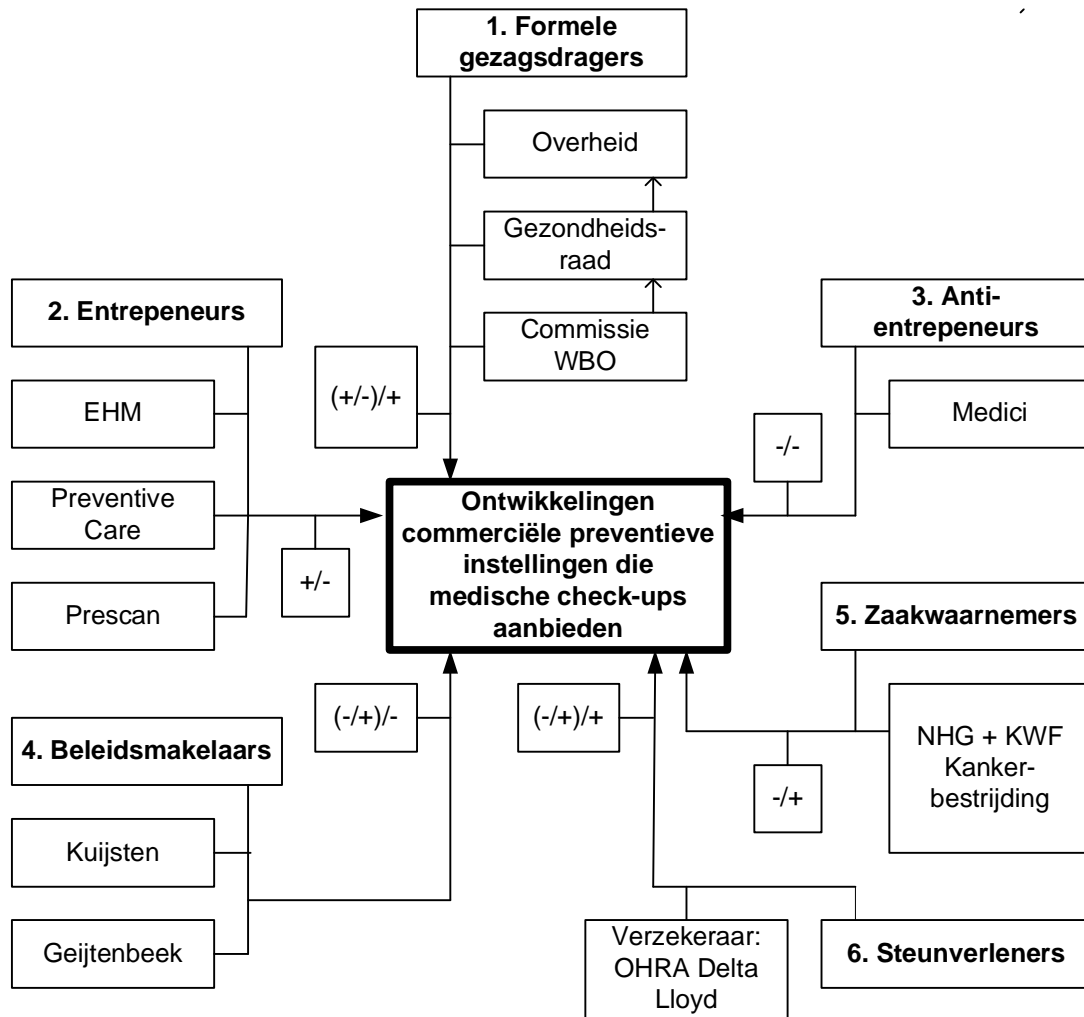 1. Formele
gezagsdragers
Overheid
Gezondheids-
raad
Commissie
WBO
(+/-)/+
2. Entrepeneurs
EHM
Preventive
Care
Prescan
+/-
3. Anti-
entrepeneurs
Medici
-/-
Ontwikkelingen
commerciële preventieve
instellingen die
medische check-ups
aanbieden
4. Beleidsmakelaars
Kuijsten
Geijtenbeek
(-/+)/-
(-/+)/+
5. Zaakwaarnemers
NHG + KWF
Kanker-
bestrijding
-/+
Verzekeraar:
OHRA Delta
Lloyd
6. Steunverleners